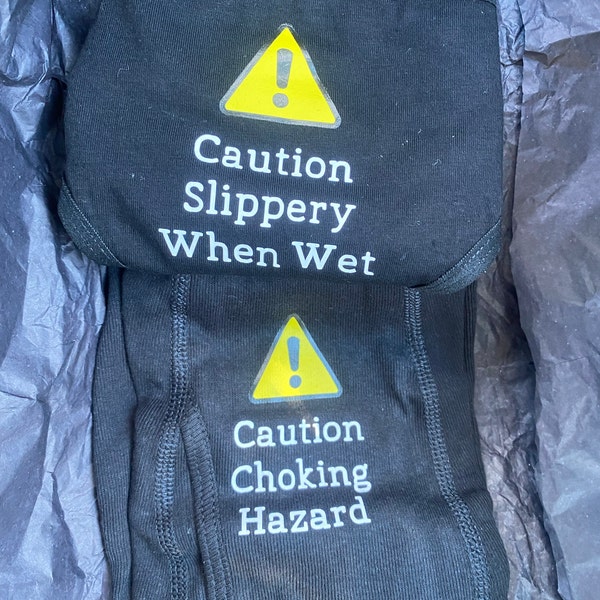 Caution
Slippery
When Wet
Caution
Choking
Hazard